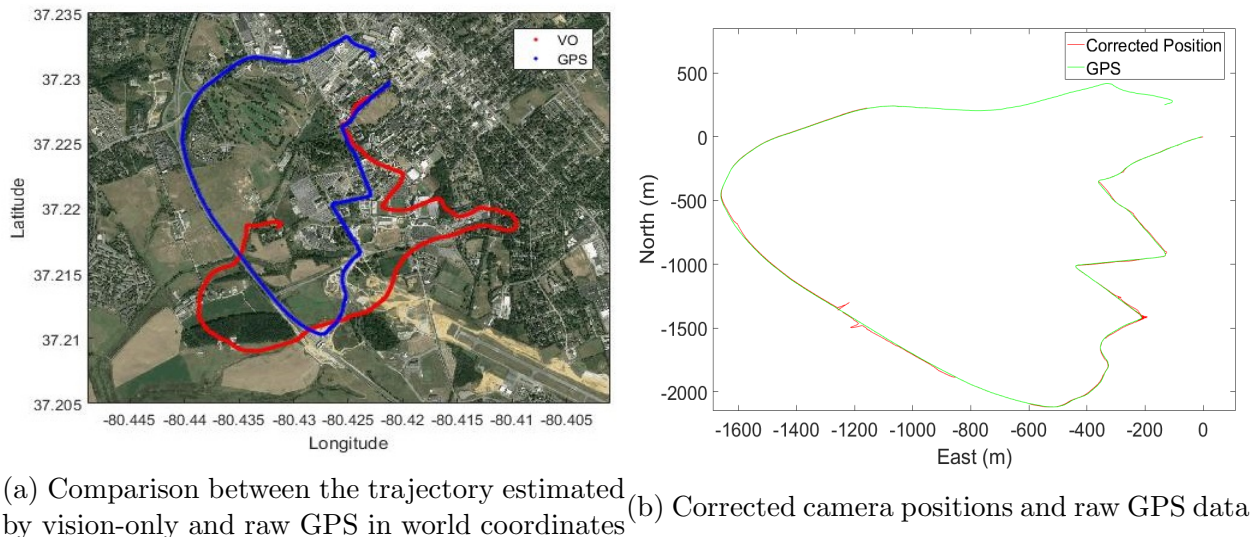 37.235
37.23
37.225
37.22
37.215
37.21
37.205
Latitude
-80.445 -80.44 -80.435 -80.43 -80.425 -80.42 -80.415 -80.41 -80.405
Longitude
VO
GPS
500
0
-500
-1000
-1500
-2000
North (m)
-1600 -1400 -1200 -1000 -800 -600 -400 -200 0
East (m)
Corrected Position
GPS
(a) Comparison between the trajectory estimated
by vision-only and raw GPS in world coordinates
(b) Corrected camera positions and raw GPS data